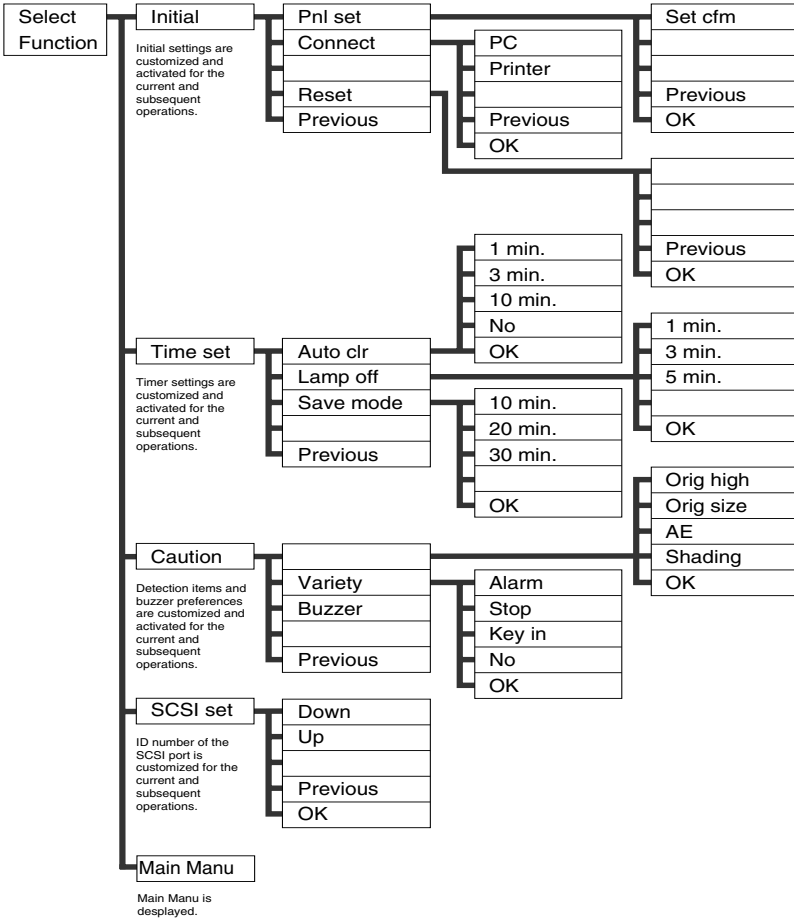 Select
Function
Initial
Initial settings are
customized and
activated for the
current and
subsequent
operations.
Pnl set
Connect
Reset
Previous
PC
Printer
Previous
OK
Set cfm
Previous
OK
Previous
OK
Time set
Timer settings are
customized and
activated for the
current and
subsequent
operations.
Auto clr
Lamp off
Save mode
Previous
1 min.
3 min.
10 min.
No
OK
1 min.
3 min.
5 min.
OK
10 min.
20 min.
30 min.
OK
Caution
Detection items and
buzzer preferences
are customized and
activated for the
current and
subsequent
operations.
Variety
Buzzer
Previous
Orig high
Orig size
AE
Shading
OK
Alarm
Stop
Key in
No
OK
SCSI set
ID number of the
SCSI port is
customized for the
current and
subsequent
operations.
Down
Up
Previous
OK
Main Manu
Main Manu is
desplayed.